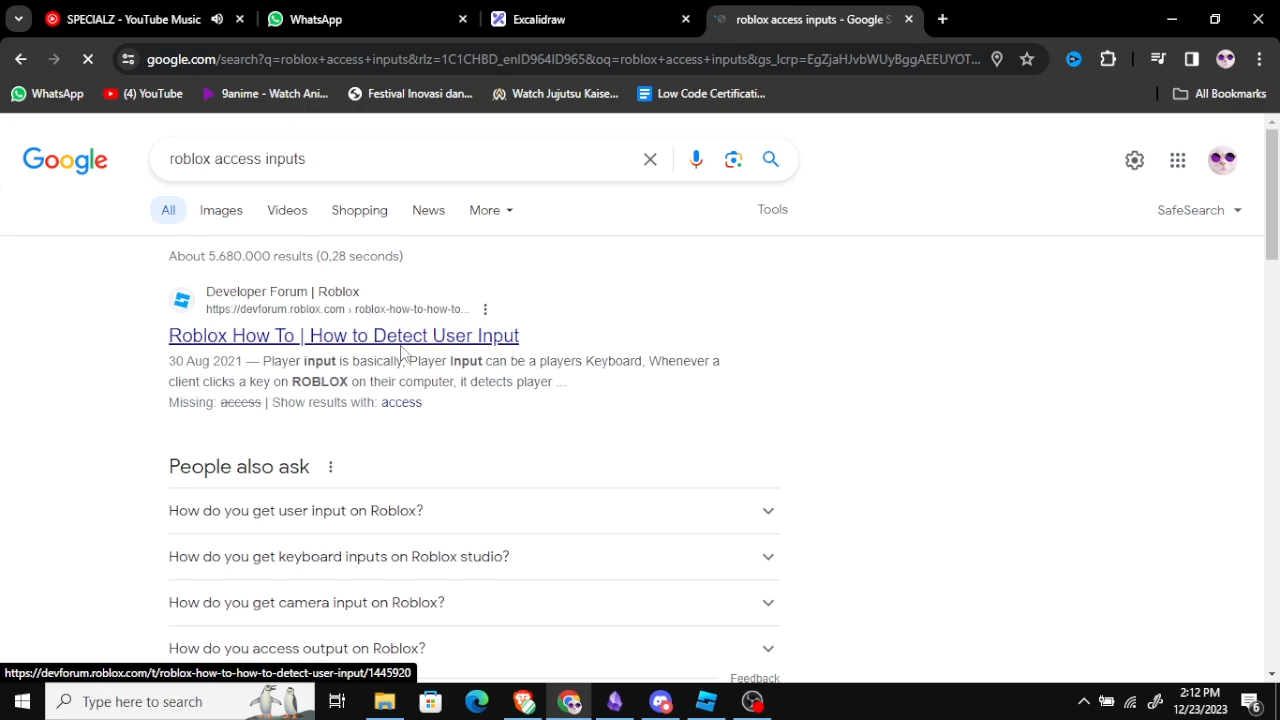 SPECIALZ - YouTube Music
WhatsApp
Excalidraw
roblox access inputs - Google S
google.com/search?q=roblox+access+inputs&rlz=1C1CHBD_enID964ID965&oq=roblox+access+inputs&gs_lcrp=EgZjaHJvbWUyBggAEEUYOT...
WhatsApp
(4) YouTube
9anime - Watch Ani...
Festival Inovasi dan...
Watch Jujutsu Kaise...
Low Code Certificati...
All Bookmarks
Google
roblox access inputs
All
Images
Videos
Shopping
News
More
Tools
SafeSearch
About 5.680.000 results (0,28 seconds)
Developer Forum | Roblox
https://devforum.roblox.com › roblox-how-to-how-to...
Roblox How To | How to Detect User Input
30 Aug 2021 — Player input is basically, Player Input can be a players Keyboard, Whenever a
client clicks a key on ROBLOX on their computer, it detects player ...
Missing: access | Show results with: access
People also ask
How do you get user input on Roblox?
How do you get keyboard inputs on Roblox studio?
How do you get camera input on Roblox?
How do you access output on Roblox?
Feedback
https://devforum.roblox.com/t/roblox-how-to-how-to-detect-user-input/1445920
Type here to search
2:12 PM
12/23/2023
6